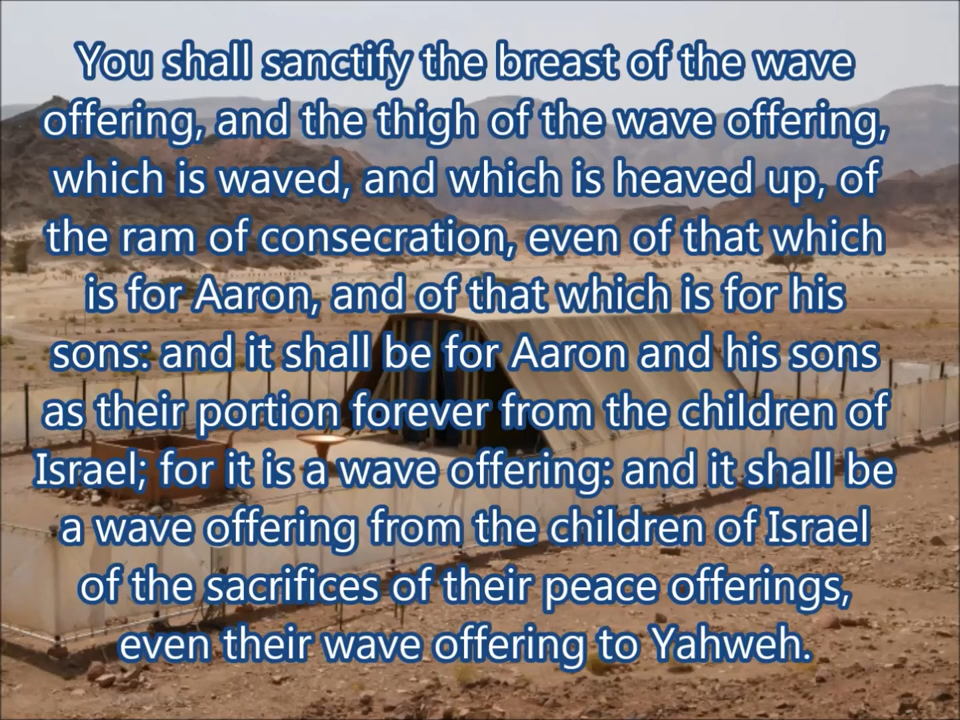 You shall sanctify the breast of the wave
offering, and the thigh of the wave offering,
which is waved, and which is heaved up, of
the ram of consecration, even of that which
is for Aaron, and of that which is for his
sons: and it shall be for Aaron and his sons
as their portion forever from the children of
Israel; for it is a wave offering: and it shall be
a wave offering from the children of Israel
of the sacrifices of their peace offerings,
even their wave offering to Yahweh.